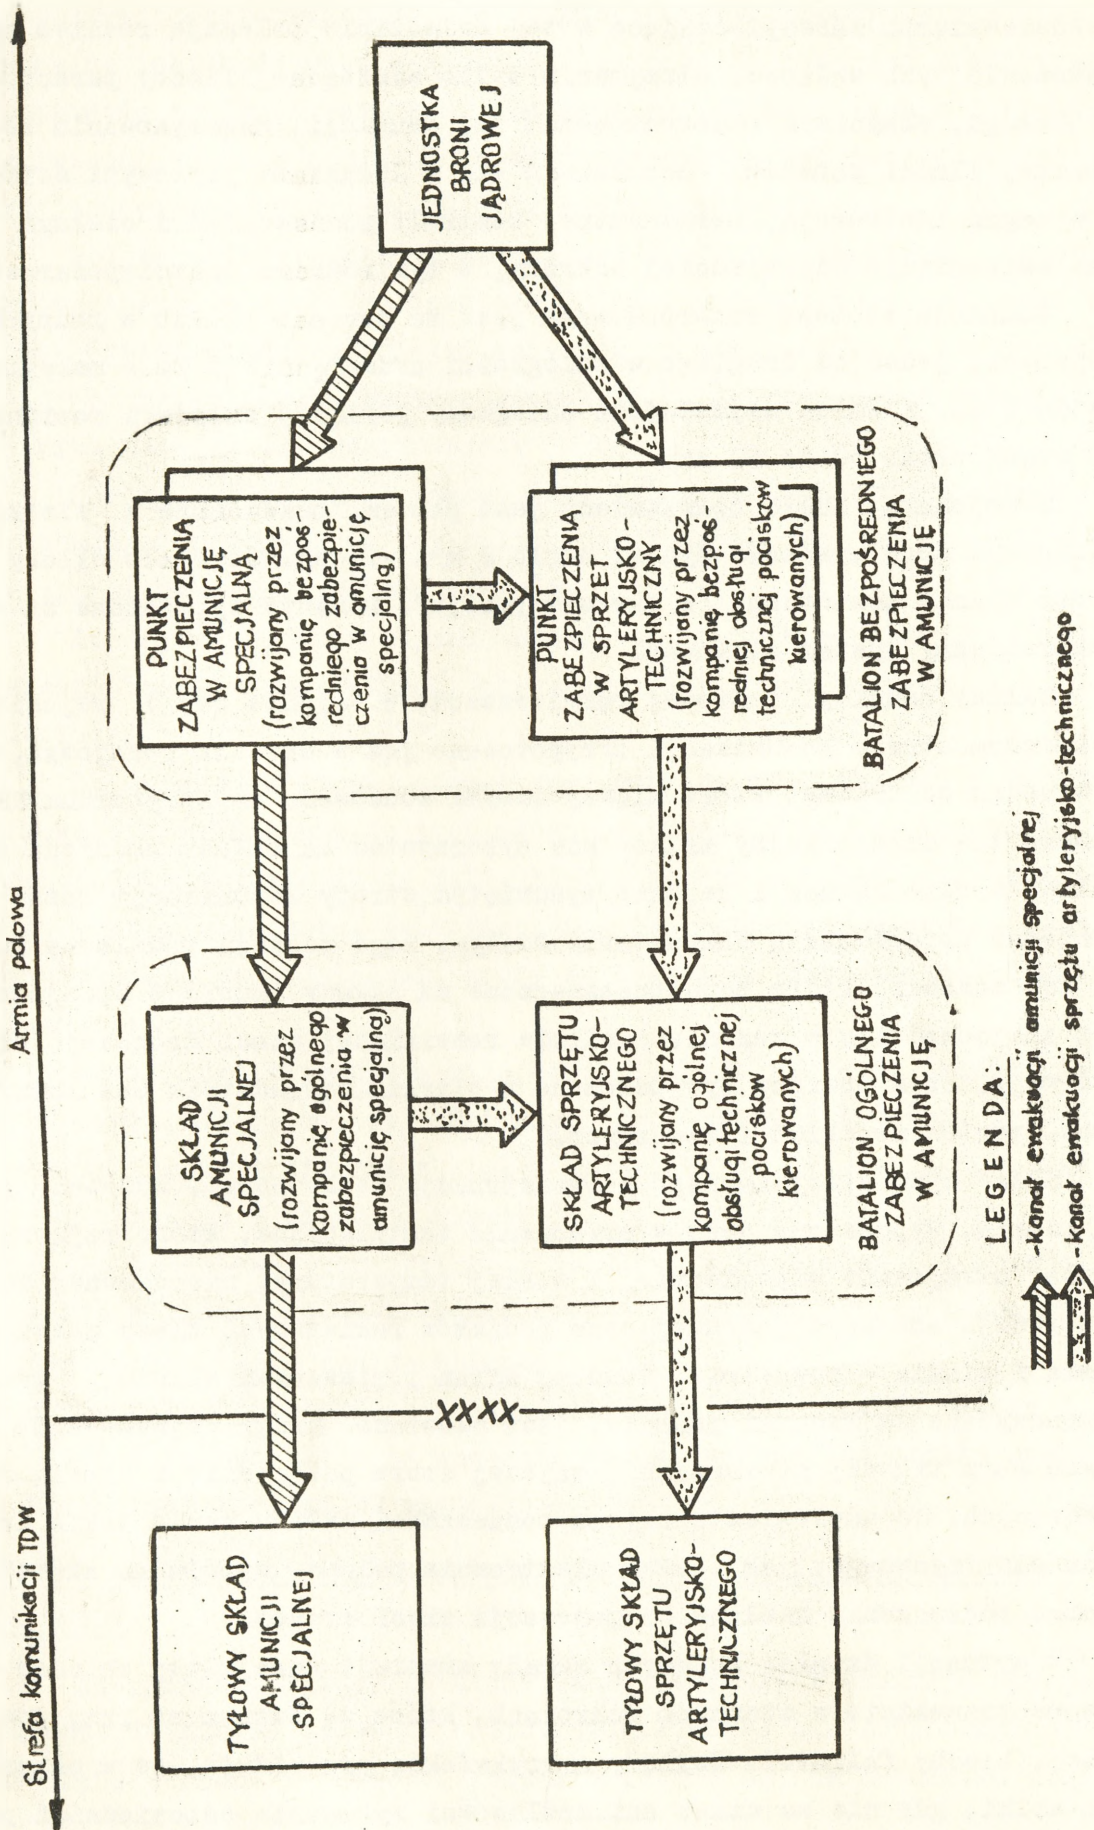 Strefa komunikacji TDW
Armia polowa
TYŁOWY SKŁAD
AMUNICJI
SPECJALNEJ
SKŁAD
AMUNICJI
SPECJALNEJ
(rozwijany przez
kompanię ogólnego
zabezpieczenia w
amunicję specjalną)
PUNKT
ZABEZPIECZENIA
W AMUNICJĘ
SPECJALNĄ
(rozwijany przez
kompanię bezpoś-
redniego zabezpie-
czenia w amunicję
specjalną)
JEDNOSTKA
BRONI
JĄDROWEJ
XXXX
TYŁOWY SKŁAD
SPRZĘTU
ARTYLERYJSKO-
TECHNICZNEGO
SKŁAD SPRZĘTU
ARTYLERYJSKO-
TECHNICZNEGO
(rozwijany przez
kompanię ogólnej
obsługi technicznej
pocisków
kierowanych)
PUNKT
ZABEZPIECZENIA
W SPRZĘT
ARTYLERYJSKO-
TECHNICZNY
(rozwijany przez
kompanię bezpoś-
redniej obsługi
technicznej pocisków
kierowanych)
BATALION OGÓLNEGO
ZABEZPIECZENIA
W AMUNICJĘ
BATALION BEZPOŚREDNIEGO
ZABEZPIECZENIA
W AMUNICJĘ
LEGENDA:
-kanał ewakuacji amunicji specjalnej
-kanał ewakuacji sprzętu artyleryjsko-technicznego